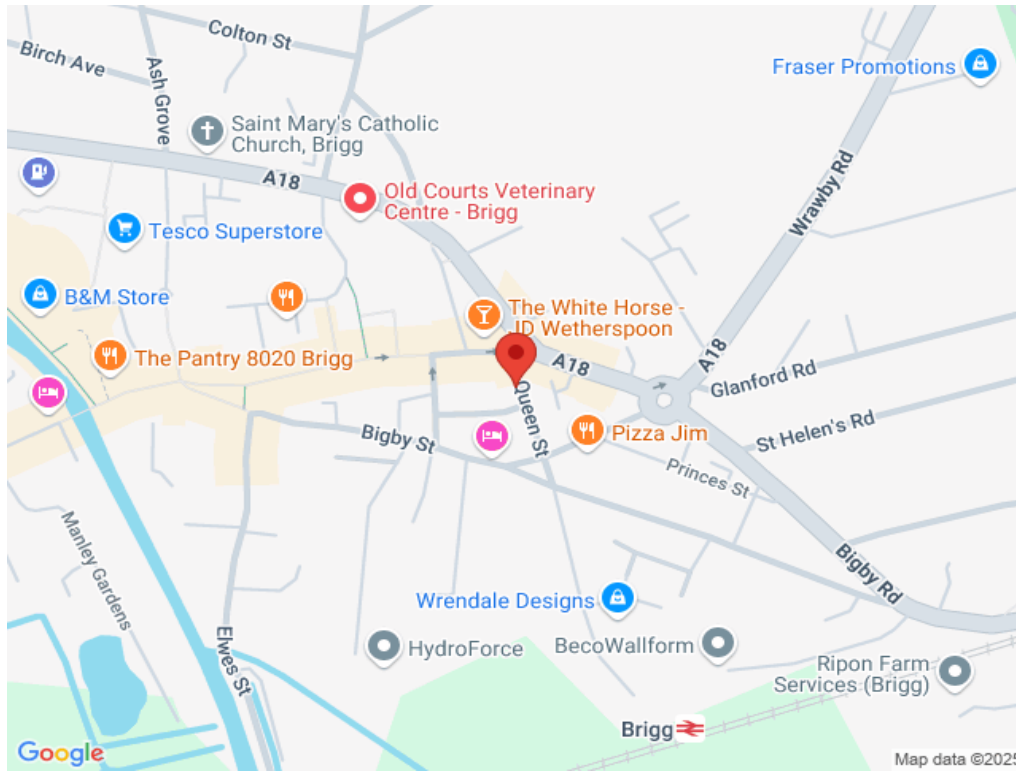 Colton St
Birch Ave
Ash Grove
Fraser Promotions
Saint Mary's Catholic
Church, Brigg
A18
Old Courts Veterinary
Centre - Brigg
Wrawby Rd
Tesco Superstore
B&M Store
The White Horse -
JD Wetherspoon
The Pantry 8020 Brigg
A18
A18
Glanford Rd
Queen St
Pizza Jim
St Helen's Rd
Bigby St
Princes St
Manley Gardens
Bigby Rd
Wrendale Designs
Elwes St
HydroForce
BecoWallform
Ripon Farm
Services (Brigg)
Brigg
Google
Map data ©2025